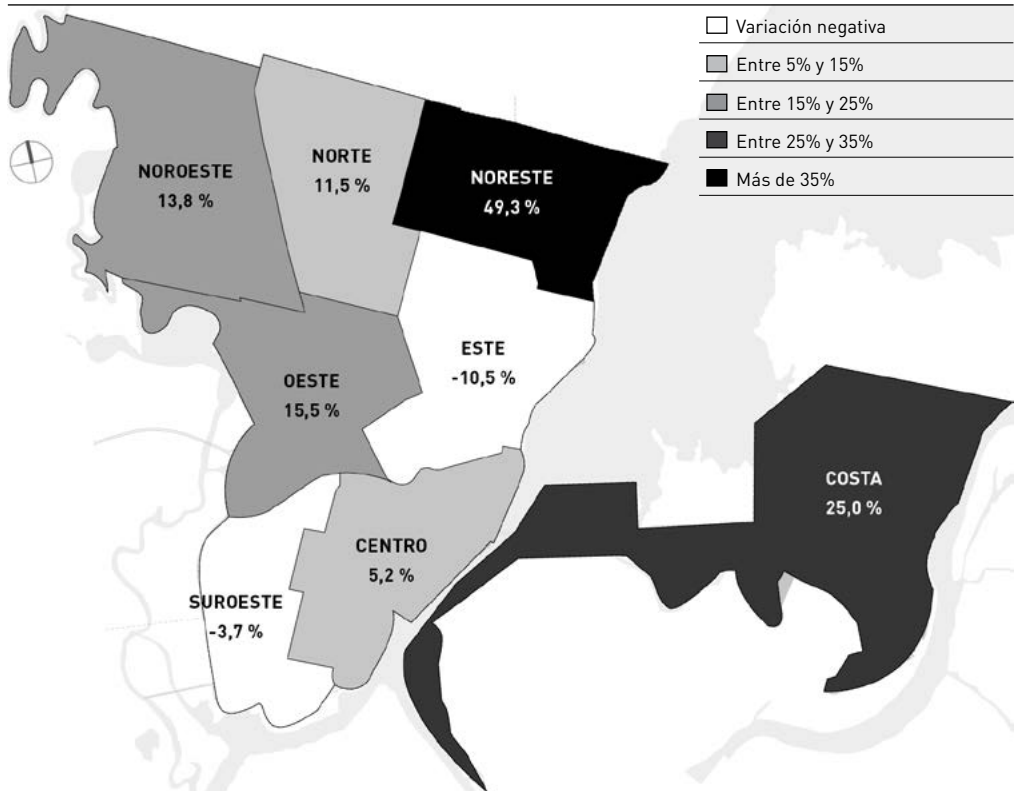 Variación negativa
Entre 5% y 15%
Entre 15% y 25%
Entre 25% y 35%
Más de 35%
NOROESTE
13,8 %
NORTE
11,5 %
NORESTE
49,3 %
ESTE
-10,5 %
OESTE
15,5 %
COSTA
25,0 %
CENTRO
5,2 %
SUROESTE
-3,7 %